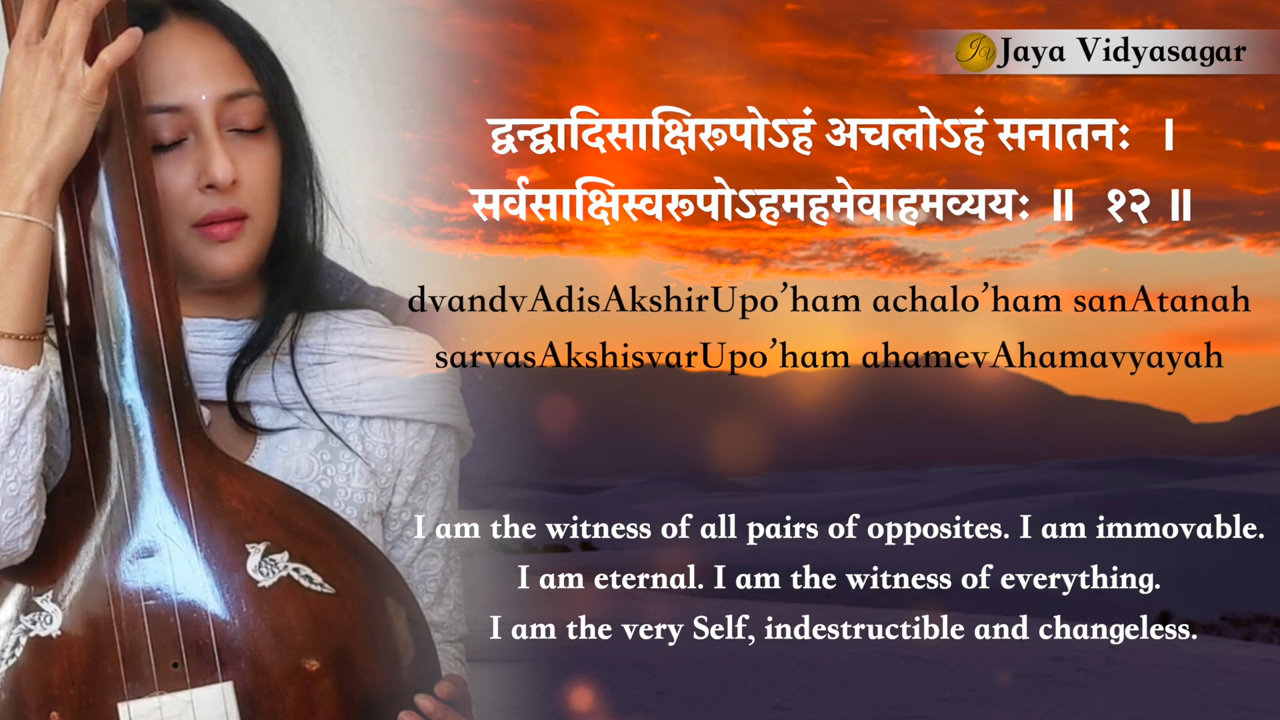 Jaya Vidyasagar
द्वन्द्वादिसाक्षिरूपोऽहं अचलोऽहं सनातनः ।
सर्वसाक्षिस्वरूपोऽहमहमेवाहमव्ययः ॥ १२ ॥
dvandvAdisAkshirUpo’ham achalo’ham sanAtanah
sarvasAkshisvarUpo’ham ahamevAhamavyayah
I am the witness of all pairs of opposites. I am immovable.
I am eternal. I am the witness of everything.
I am the very Self, indestructible and changeless.